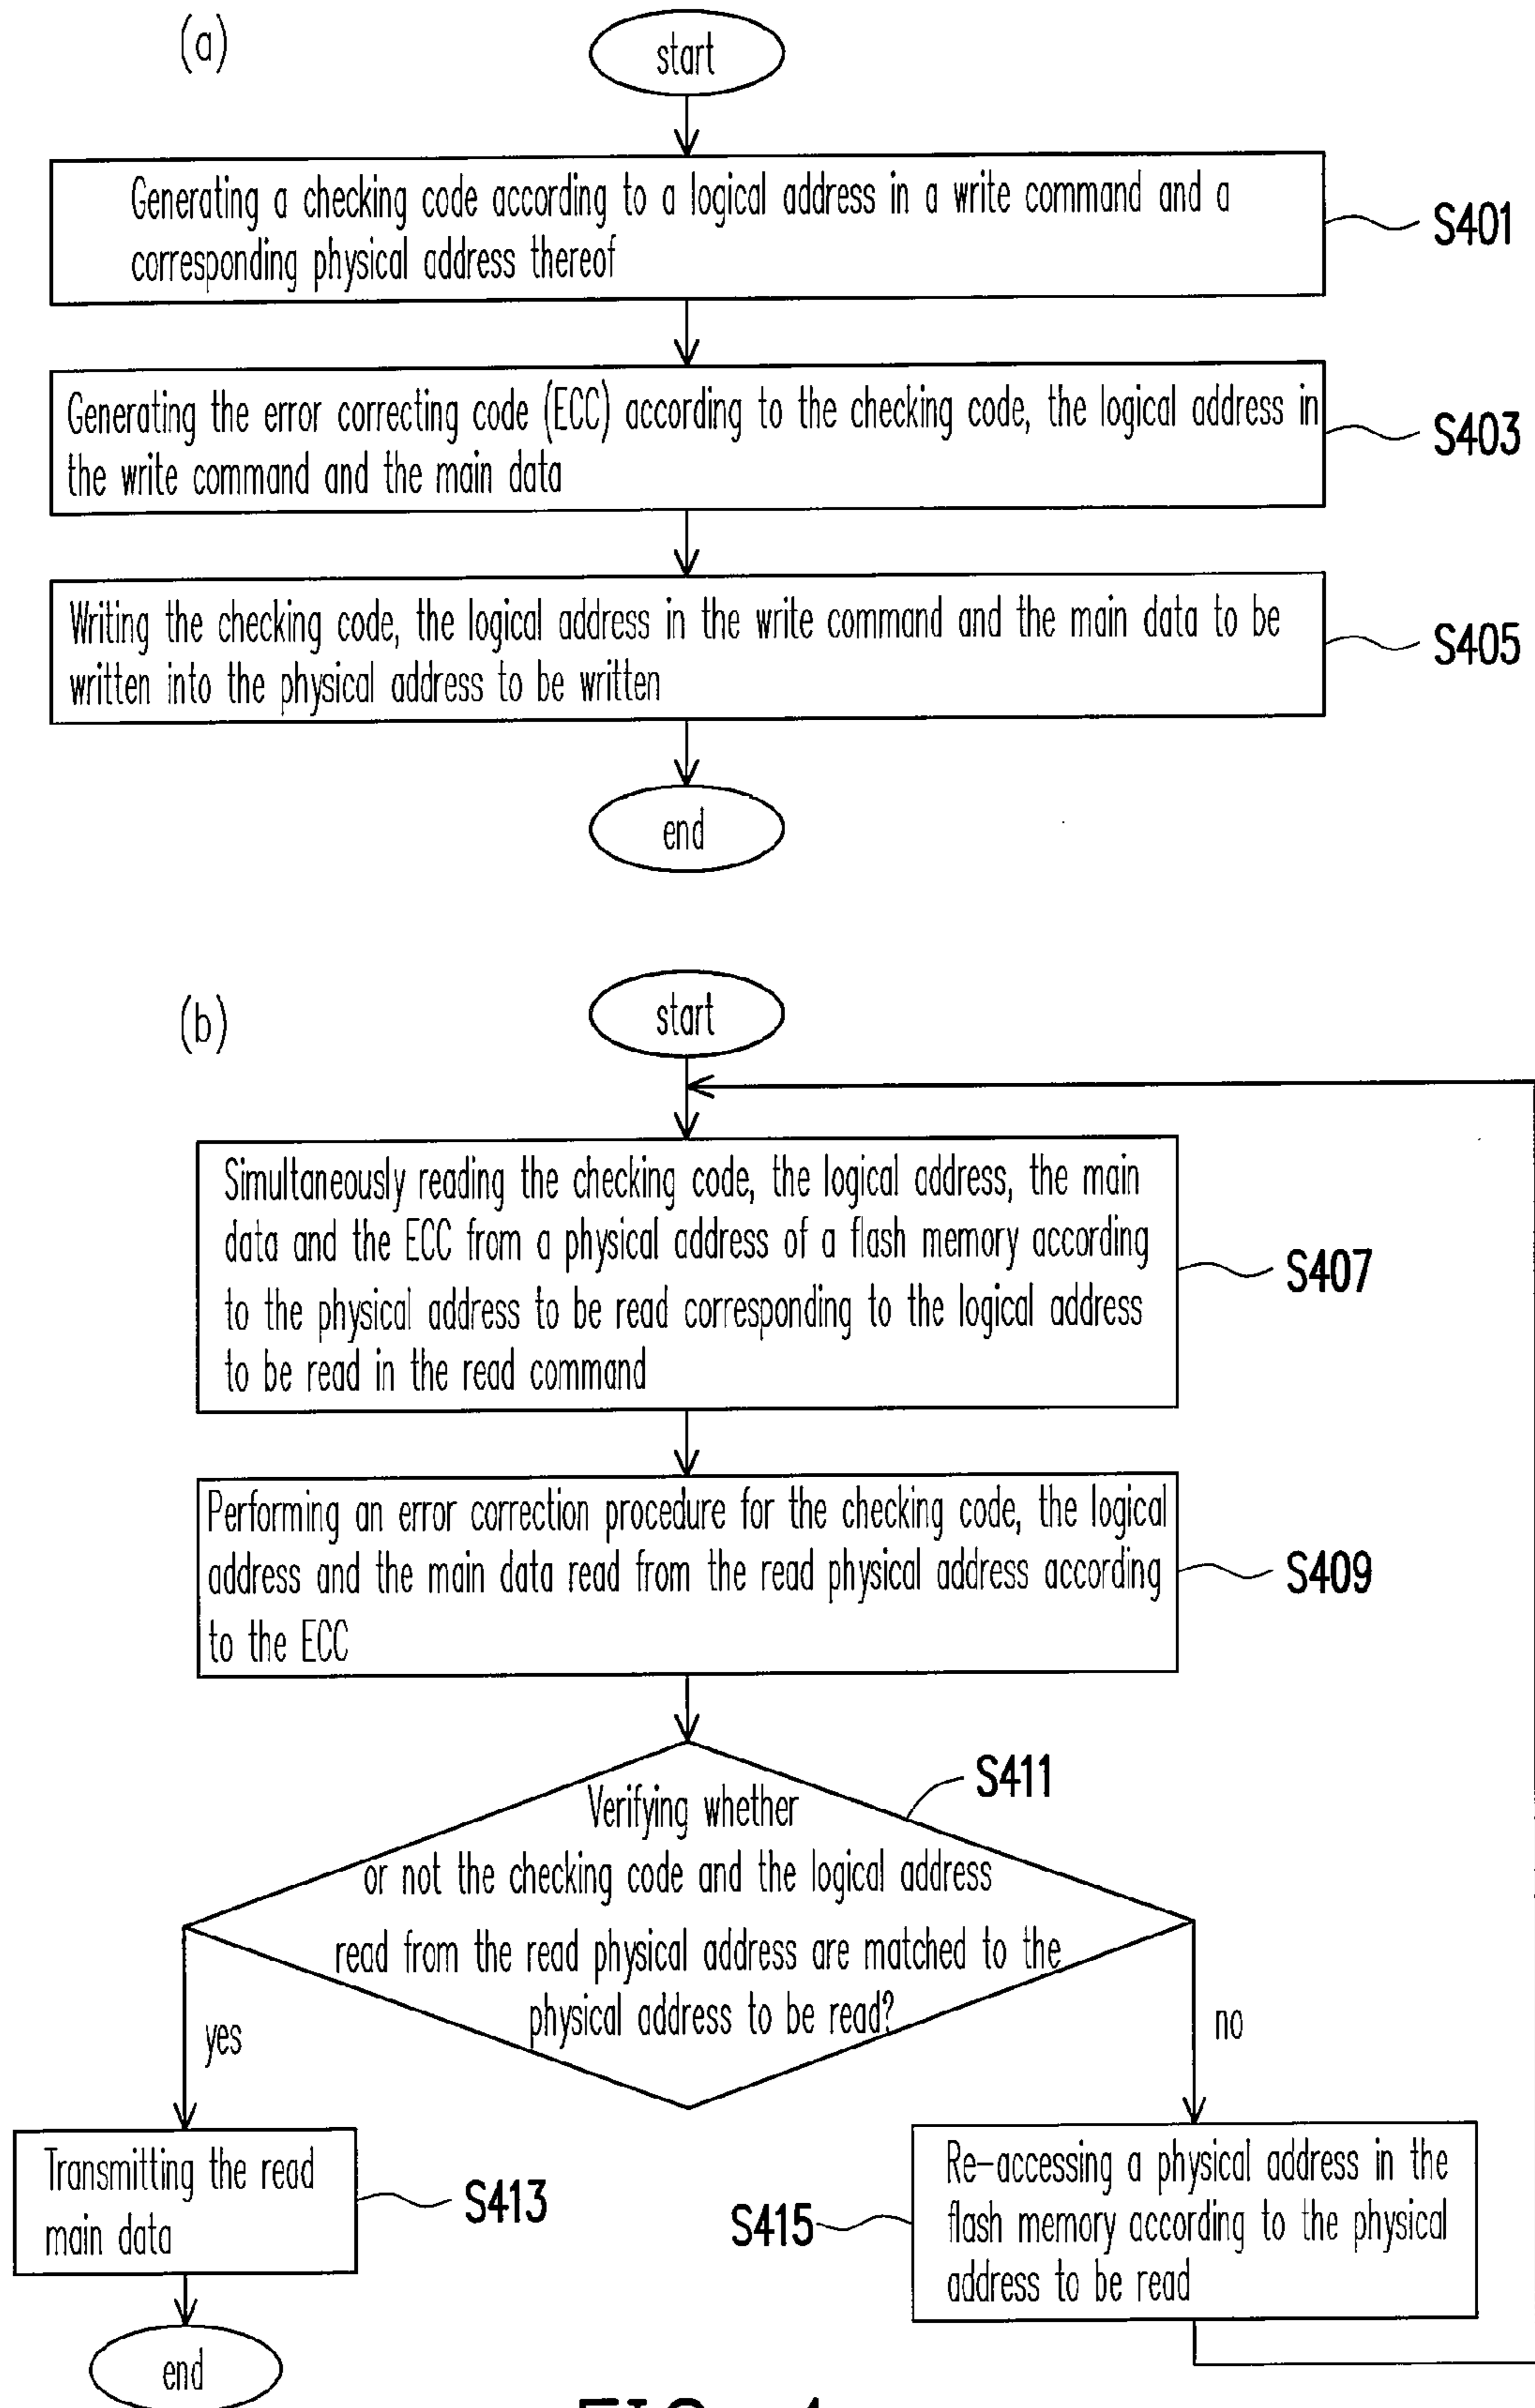 (a)
start
Generating a checking code according to a logical address in a write command and a
corresponding physical address thereof
S401
Generating the error correcting code (ECC) according to the checking code, the logical address in
the write command and the main data
S403
Writing the checking code, the logical address in the write command and the main data to be
written into the physical address to be written
S405
end
(b)
start
Simultaneously reading the checking code, the logical address, the main
data and the ECC from a physical address of a flash memory according
to the physical address to be read corresponding to the logical address
to be read in the read command
S407
Performing an error correction procedure for the checking code, the logical
address and the main data read from the read physical address according
to the ECC
S409
S411
Verifying whether
or not the checking code and the logical address
read from the read physical address are matched to the
physical address to be read?
yes
no
Transmitting the read
main data
S413
Re-accessing a physical address in the
flash memory according to the physical
address to be read
S415
end